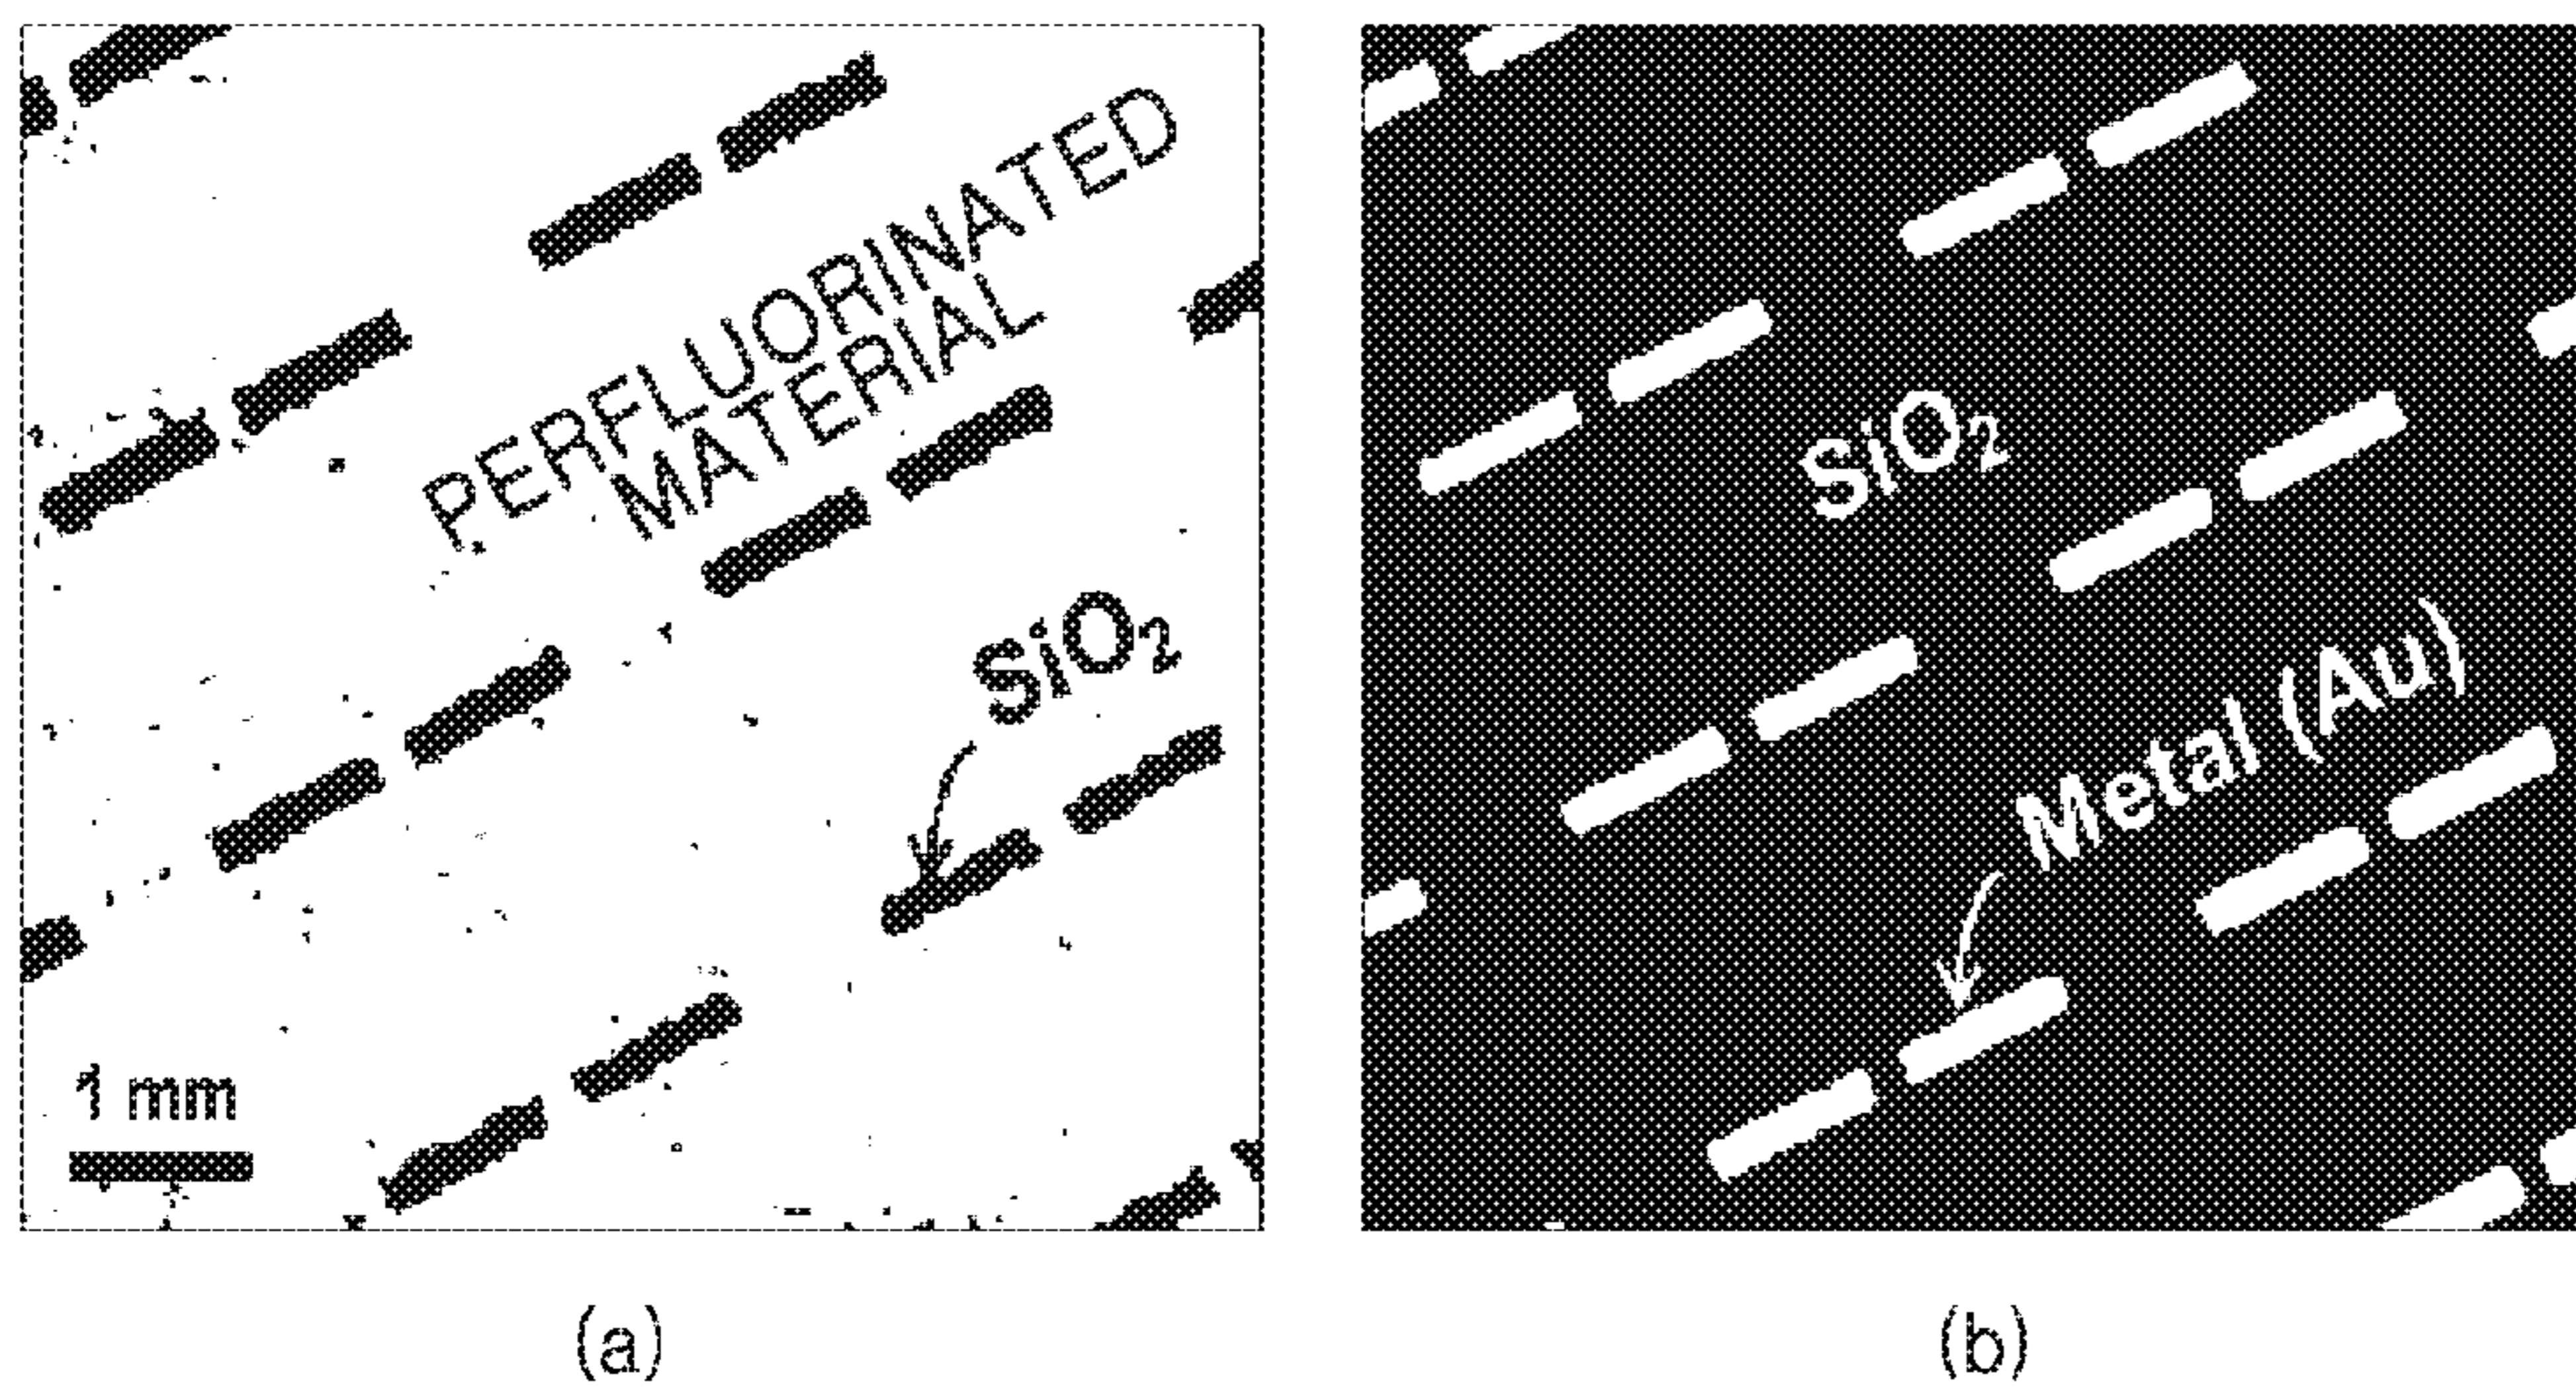 PERFLUORINATED
MATERIAL
SiO₂
1 mm
(a)
SiO₂
Metal (Au)
(b)